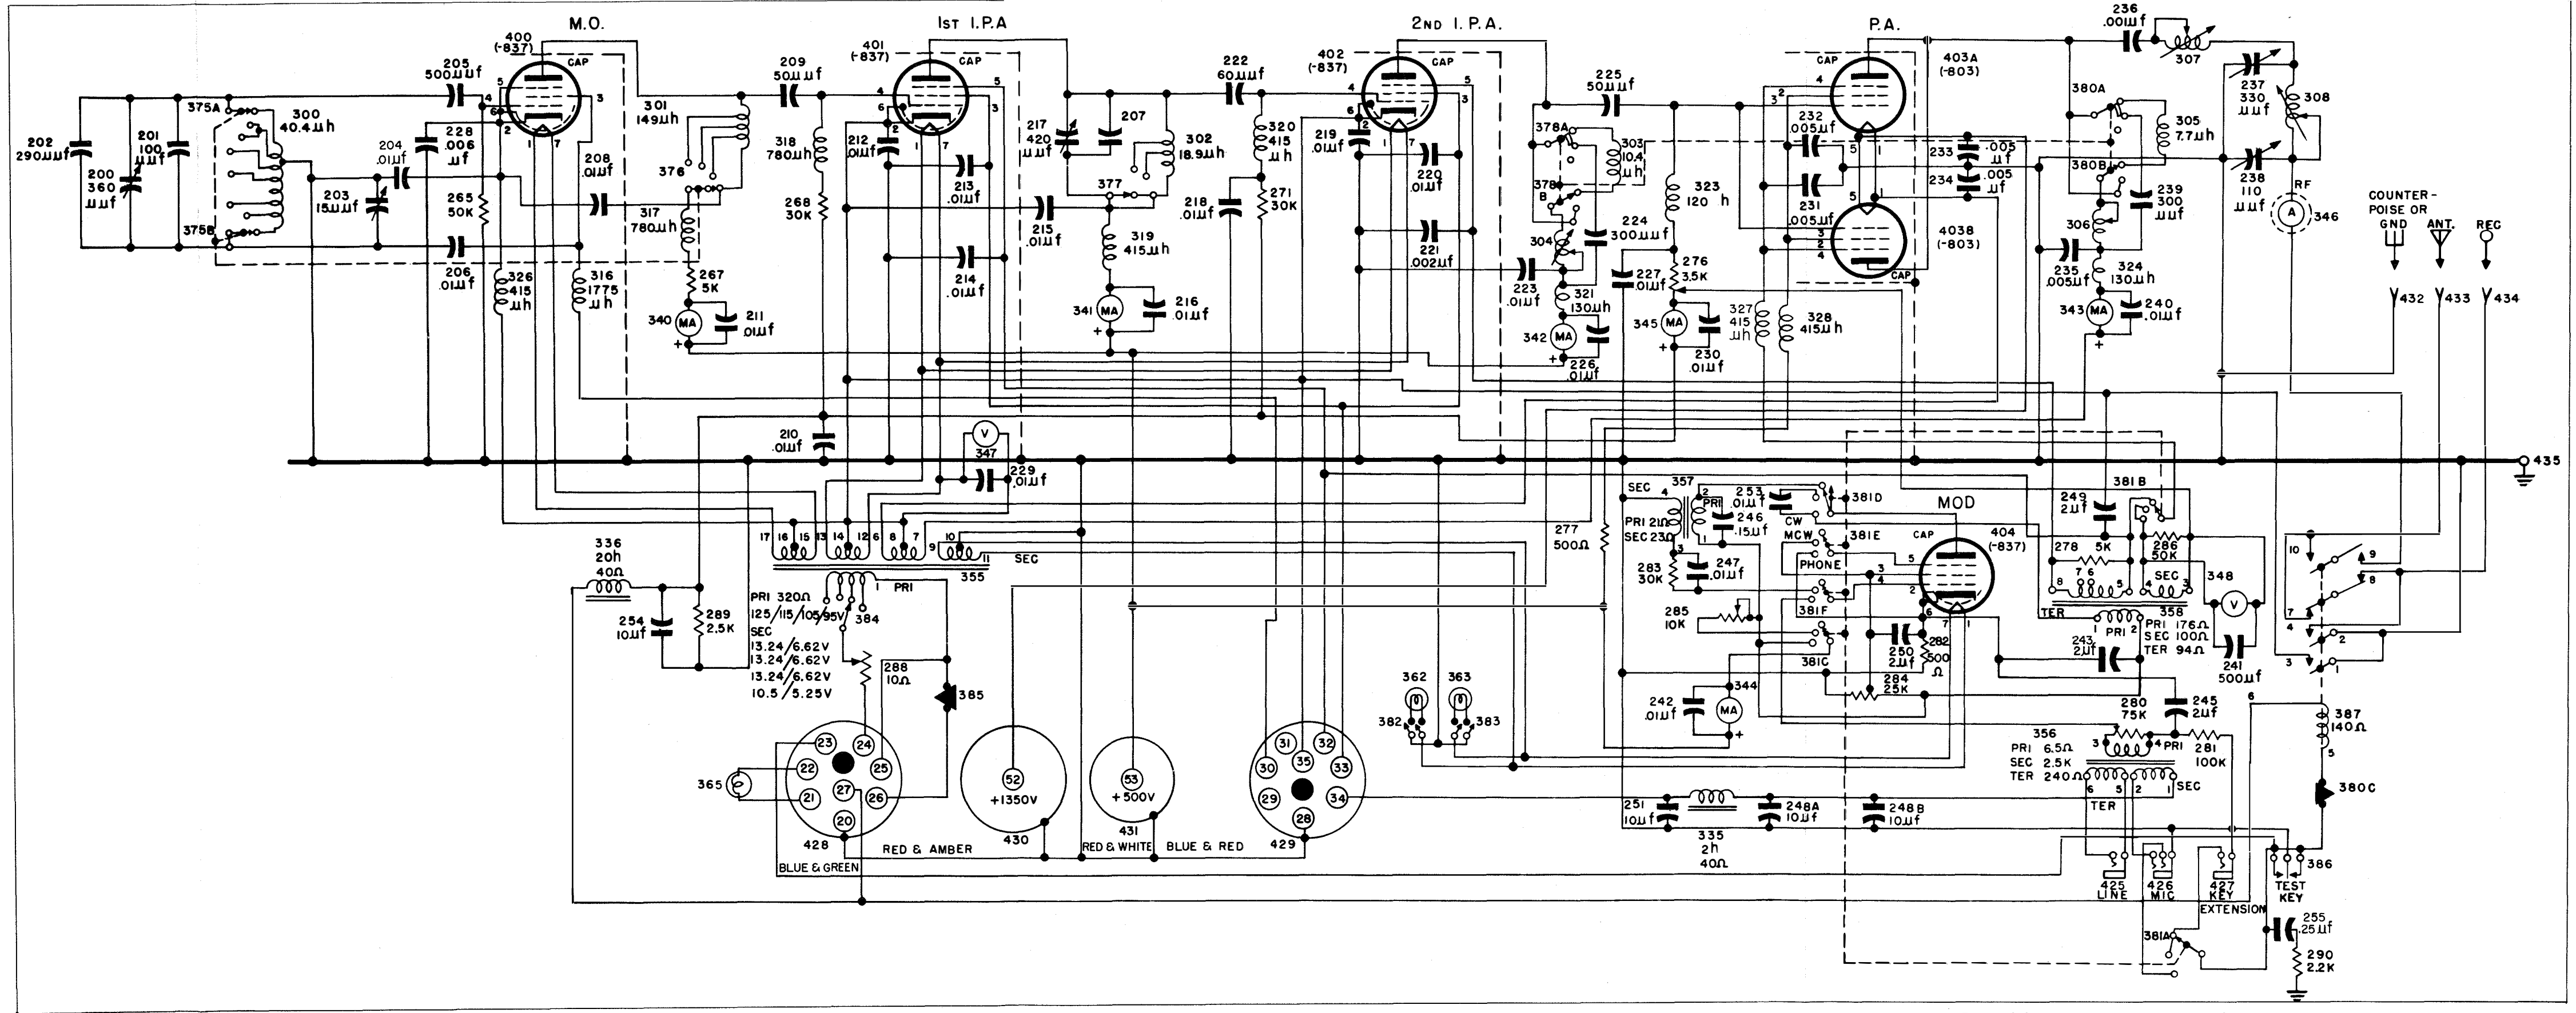 M.O.
1ST I.P.A
2ND I.P.A.
P.A.
400
(-837)
CAP
205
500µµf
375A
300
40.4µh
202
290µµf
200
360
µµf
201
100
µµf
375B
204
.01µf
203
15µµf
228
.006
µf
265
50K
206
.01µf
326
415
µh
316
1775
µh
208
.01µf
301
149µh
376
317
780µh
267
5K
340
MA
211
.01µf
209
50µµf
318
780µh
268
30K
210
.01µf
401
(-837)
CAP
212
.01µf
213
.01µf
214
.01µf
215
.01µf
217
420
µµf
207
302
18.9µh
377
319
415µh
341
MA
216
.01µf
222
60µµf
320
415
µh
218
.01µf
271
30K
402
(-837)
CAP
219
.01µf
220
.01µf
221
.002µf
223
.01µf
225
50µµf
378A
303
10.4
µh
378
B
304
224
300µµf
321
130µh
342
MA
226
.01µf
323
120 h
227
.01µf
276
3.5K
345
MA
230
.01µf
327
415
µh
328
415µh
CAP
403A
(-803)
232
.005µf
231
.005µf
233
.005
µf
234
.005
µf
403B
(-803)
CAP
236
.001µf
307
237
330
µµf
308
238
110
µµf
380A
305
7.7µh
380B
306
239
300
µµf
235
.005µf
324
130µh
343
MA
240
.01µf
RF
A
346
COUNTER-
POISE OR
GND
ANT.
REC
432
433
434
435
V
347
229
.01µf
17 16 15 13 14 12 6 8 7 9 10 11
SEC
355
PRI
1
PRI 320Ω
125/115/105/95V
SEC
13.24/6.62V
13.24/6.62V
13.24/6.62V
10.5/5.25V
384
288
10Ω
385
336
20h
40Ω
254
10µf
289
2.5K
365
23
24
22
25
21
27
26
20
428
BLUE & GREEN
RED & AMBER
52
+1350V
430
RED & WHITE
53
+500V
431
BLUE & RED
31
32
30
35
33
29
34
28
429
362
363
382
383
277
500Ω
SEC
357
PRI
PRI 21Ω
SEC 23Ω
253
.01µf
246
.15µf
283
30K
247
.01µf
285
10K
381D
CW
MCW
381E
PHONE
381F
381C
MOD
CAP
404
(-837)
250
2µf
282
500
Ω
284
25K
242
.01µf
344
MA
249
2µf
381B
278
5K
286
50K
SEC
348
V
TER
358
PRI
PRI 176Ω
SEC 100Ω
TER 94Ω
243
2µf
241
500µf
280
75K
245
2µf
356
PRI 6.5Ω
SEC 2.5K
TER 240Ω
PRI
281
100K
TER
SEC
251
10µf
335
2h
40Ω
248A
10µf
248B
10µf
387
140Ω
380C
425
LINE
426
MIC
427
KEY
EXTENSION
386
TEST
KEY
381A
255
.25µf
290
2.2K